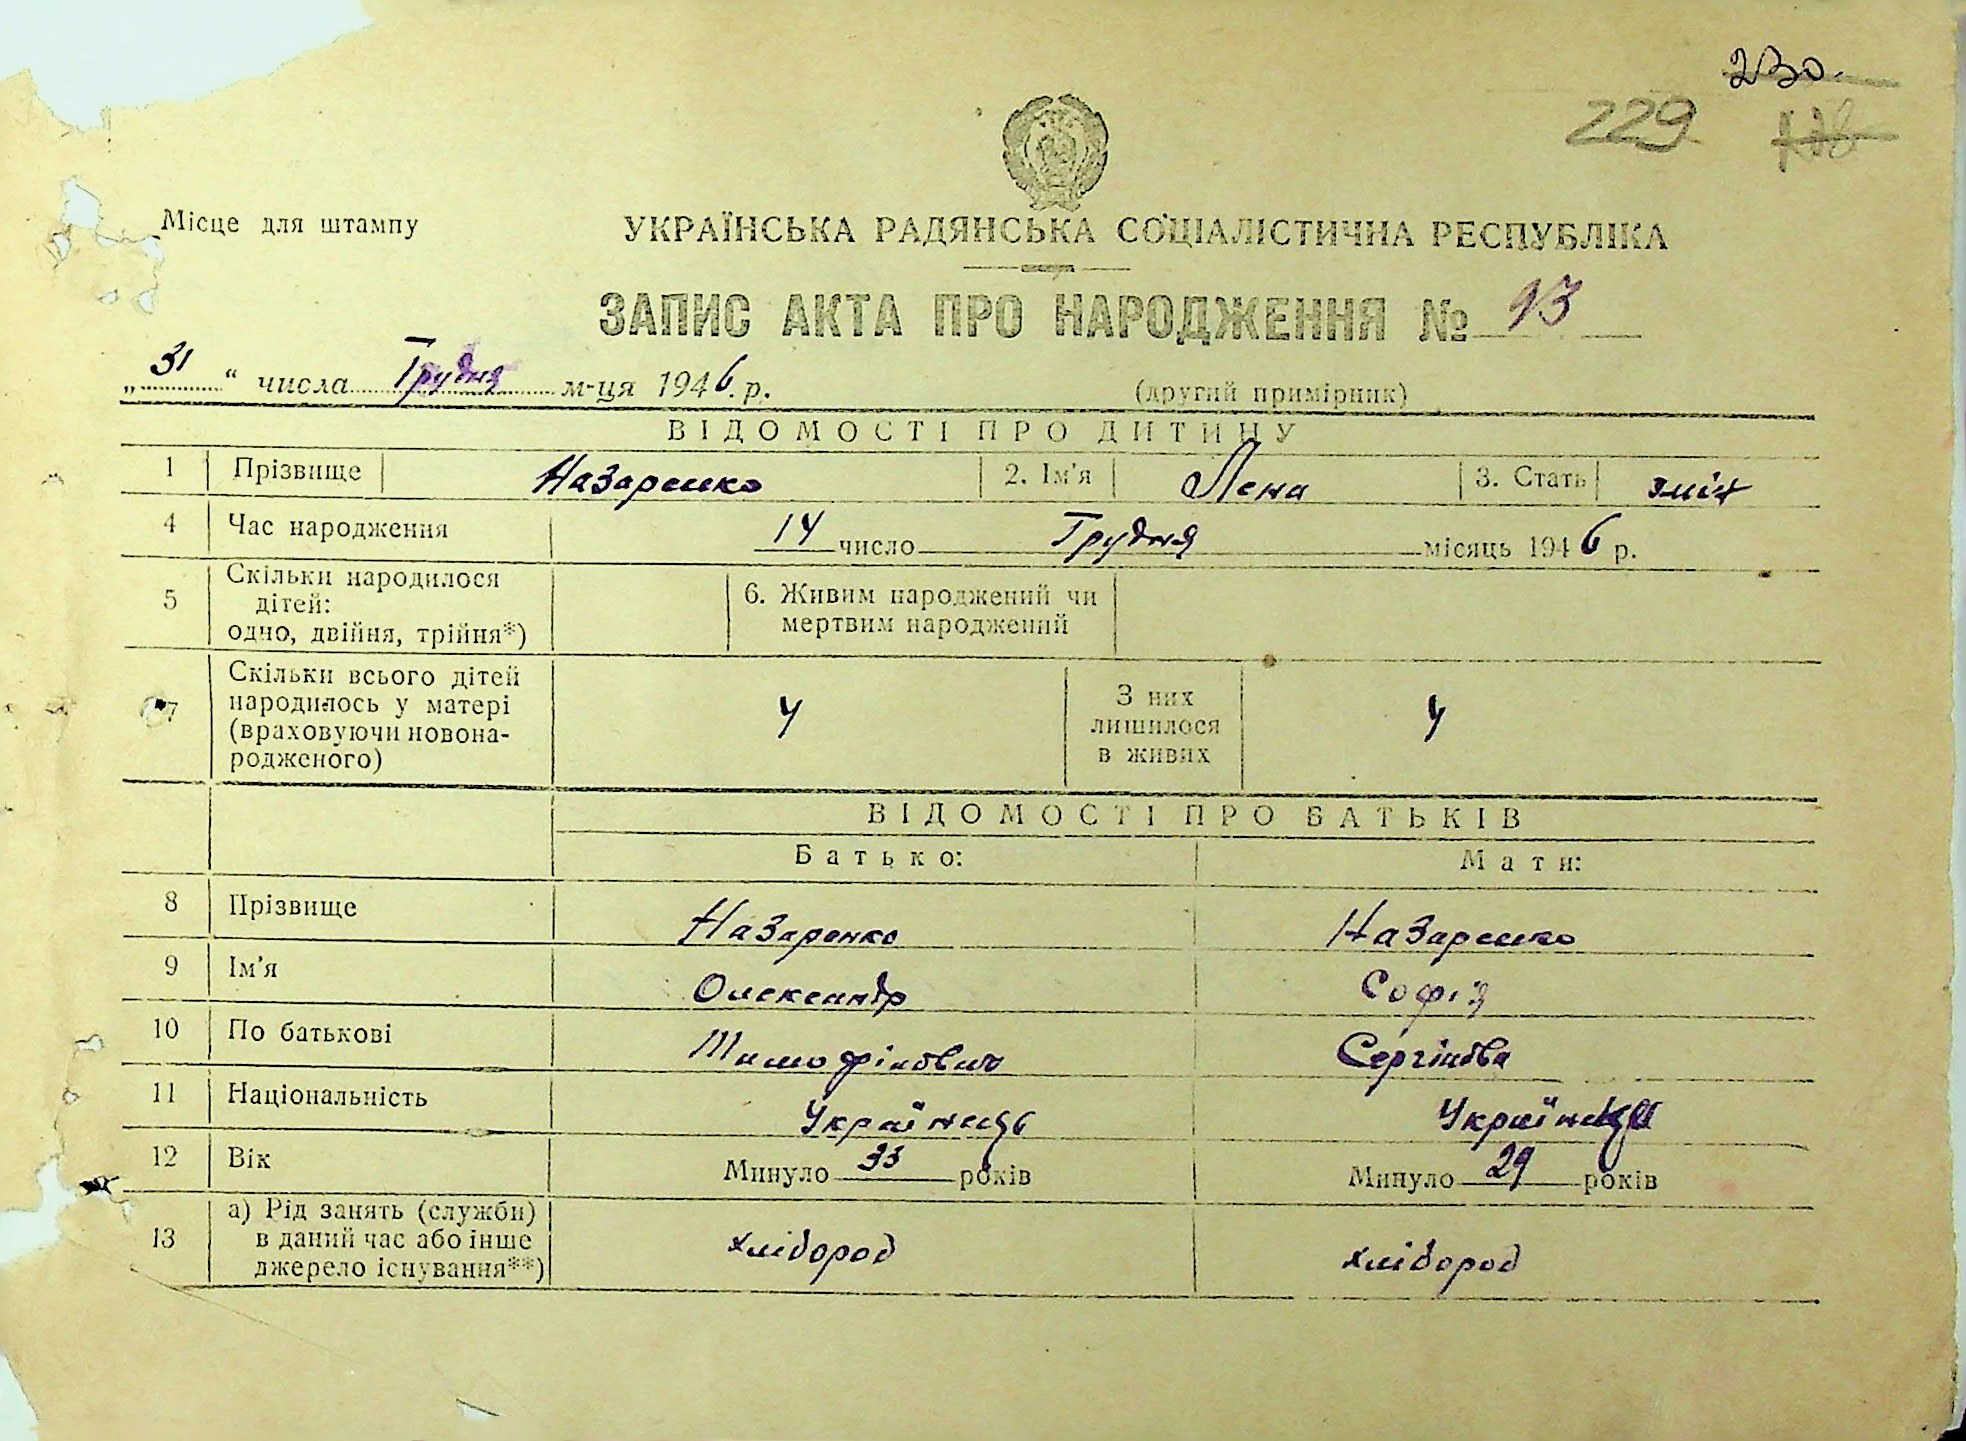 230.
229
Місце для штампу
УКРАЇНСЬКА РАДЯНСЬКА СОЦІАЛІСТИЧНА РЕСПУБЛІКА
ЗАПИС АКТА ПРО НАРОДЖЕННЯ № 93
„31“ числа Грудня м-ця 1946 р.
(другий примірник)
ВІДОМОСТІ ПРО ДИТИНУ
1 Прізвище Назаренко 2. Ім'я Лена 3. Стать жін
4 Час народження 14 число Грудня місяць 1946 р.
5 Скільки народилося
дітей:
одно, двійня, трійня*)
6. Живим народжений чи
мертвим народжений
7 Скільки всього дітей
народилось у матері
(враховуючи новона-
родженого)
4
З них
лишилося
в живих
4
ВІДОМОСТІ ПРО БАТЬКІВ
Батько: Мати:
8 Прізвище Назаренко Назаренко
9 Ім'я Олександр Софія
10 По батькові Тимофійович Сергіївна
11 Національність Українець Українець
12 Вік Минуло 33 років Минуло 29 років
13 а) Рід занять (служби)
в даний час або інше
джерело існування**)
хлібороб хлібороб